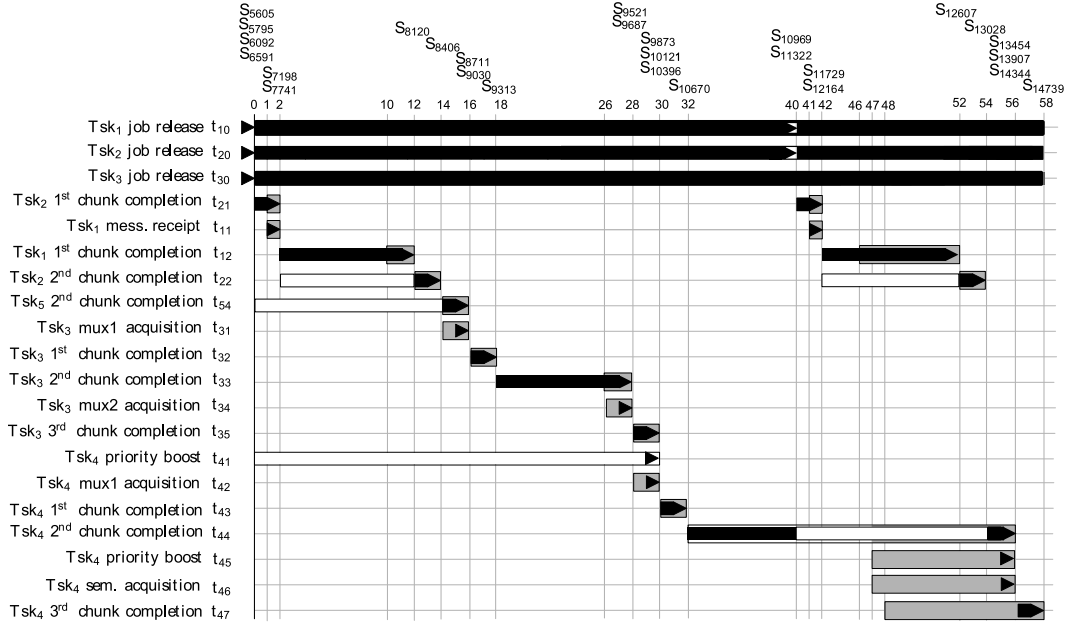 S5605
S5795
S6092
S6591
S7198
S7741
S8120
S8406
S8711
S9030
S9313
S9521
S9687
S9873
S10121
S10396
S10670
S10969
S11322
S11729
S12164
S12607
S13028
S13454
S13907
S14344
S14739
0 1 2 10 12 14 16 18 26 28 30 32 40 41 42 46 47 48 52 54 56 58
Tsk1 job release t10
Tsk2 job release t20
Tsk3 job release t30
Tsk2 1st chunk completion t21
Tsk1 mess. receipt t11
Tsk1 1st chunk completion t12
Tsk2 2nd chunk completion t22
Tsk5 2nd chunk completion t54
Tsk3 mux1 acquisition t31
Tsk3 1st chunk completion t32
Tsk3 2nd chunk completion t33
Tsk3 mux2 acquisition t34
Tsk3 3rd chunk completion t35
Tsk4 priority boost t41
Tsk4 mux1 acquisition t42
Tsk4 1st chunk completion t43
Tsk4 2nd chunk completion t44
Tsk4 priority boost t45
Tsk4 sem. acquisition t46
Tsk4 3rd chunk completion t47